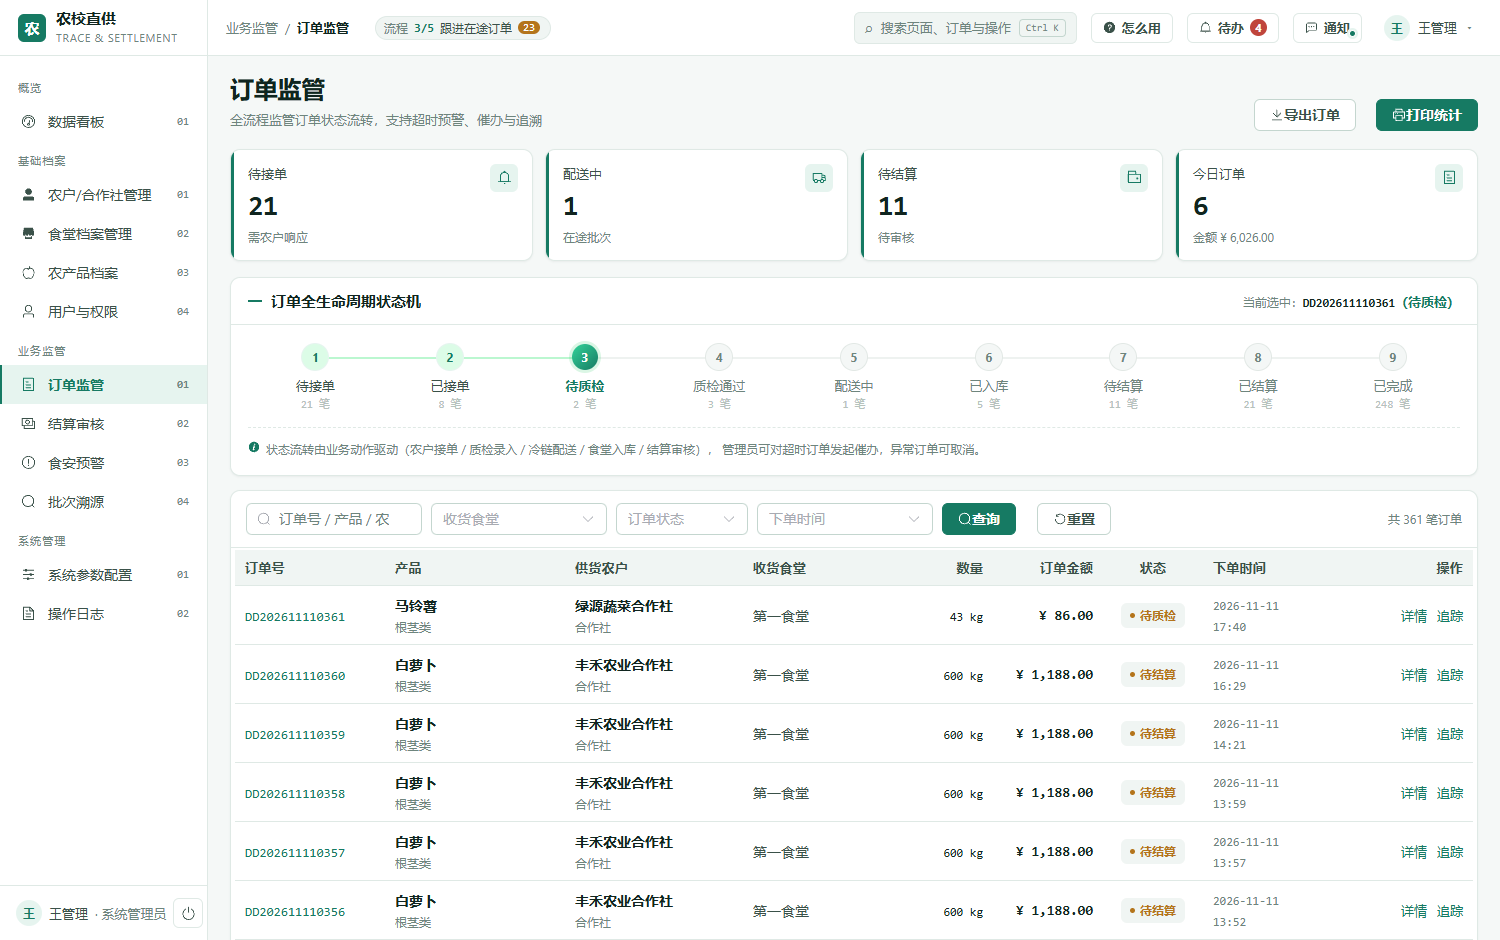 农
农校直供
TRACE & SETTLEMENT
业务监管 / 订单监管
流程 3/5 跟进在途订单 23
搜索页面、订单与操作 Ctrl K
怎么用
待办 4
通知
王 王管理
概览
数据看板 01
基础档案
农户/合作社管理 01
食堂档案管理 02
农产品档案 03
用户与权限 04
业务监管
订单监管 01
结算审核 02
食安预警 03
批次溯源 04
系统管理
系统参数配置 01
操作日志 02
王 王管理 · 系统管理员
订单监管
全流程监管订单状态流转，支持超时预警、催办与追溯
导出订单
打印统计
待接单
21
需农户响应
配送中
1
在途批次
待结算
11
待审核
今日订单
6
金额 ¥ 6,026.00
订单全生命周期状态机
当前选中： DD202611110361 （待质检）
1 2 3 4 5 6 7 8 9
待接单 已接单 待质检 质检通过 配送中 已入库 待结算 已结算 已完成
21 笔 8 笔 2 笔 3 笔 1 笔 5 笔 11 笔 21 笔 248 笔
状态流转由业务动作驱动（农户接单 / 质检录入 / 冷链配送 / 食堂入库 / 结算审核），管理员可对超时订单发起催办，异常订单可取消。
订单号 / 产品 / 农
收货食堂
订单状态
下单时间
查询
重置
共 361 笔订单
订单号 产品 供货农户 收货食堂 数量 订单金额 状态 下单时间 操作
DD202611110361 马铃薯 根茎类 绿源蔬菜合作社 合作社 第一食堂 43 kg ¥ 86.00 待质检 2026-11-11 17:40 详情 追踪
DD202611110360 白萝卜 根茎类 丰禾农业合作社 合作社 第一食堂 600 kg ¥ 1,188.00 待结算 2026-11-11 16:29 详情 追踪
DD202611110359 白萝卜 根茎类 丰禾农业合作社 合作社 第一食堂 600 kg ¥ 1,188.00 待结算 2026-11-11 14:21 详情 追踪
DD202611110358 白萝卜 根茎类 丰禾农业合作社 合作社 第一食堂 600 kg ¥ 1,188.00 待结算 2026-11-11 13:59 详情 追踪
DD202611110357 白萝卜 根茎类 丰禾农业合作社 合作社 第一食堂 600 kg ¥ 1,188.00 待结算 2026-11-11 13:57 详情 追踪
DD202611110356 白萝卜 根茎类 丰禾农业合作社 合作社 第一食堂 600 kg ¥ 1,188.00 待结算 2026-11-11 13:52 详情 追踪